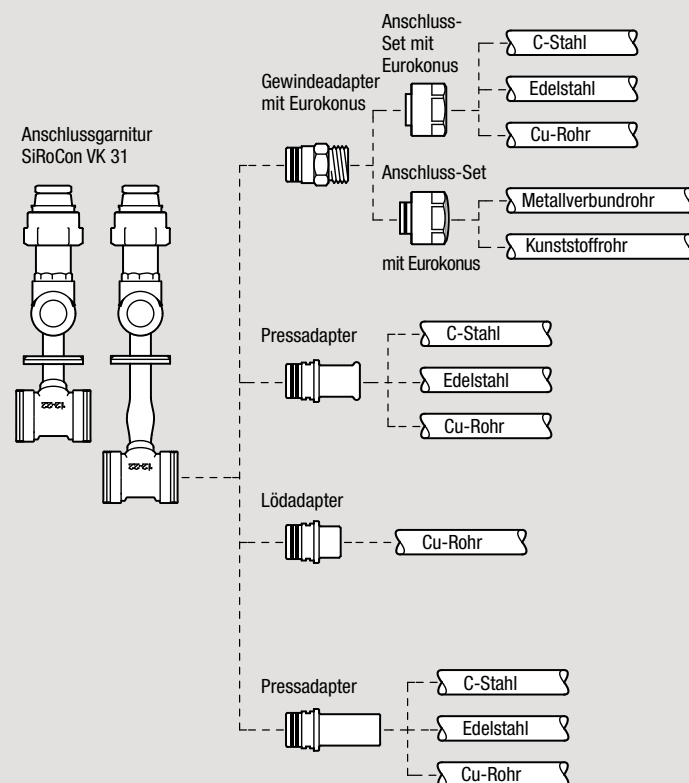 Anschlussgarnitur
SiRoCon VK 31
Gewindeadapter
mit Eurokonus
Anschluss-
Set mit
Eurokonus
C-Stahl
Edelstahl
Cu-Rohr
Anschluss-Set
mit Eurokonus
Metallverbundrohr
Kunststoffrohr
Pressadapter
C-Stahl
Edelstahl
Cu-Rohr
Lödadapter
Cu-Rohr
Pressadapter
C-Stahl
Edelstahl
Cu-Rohr